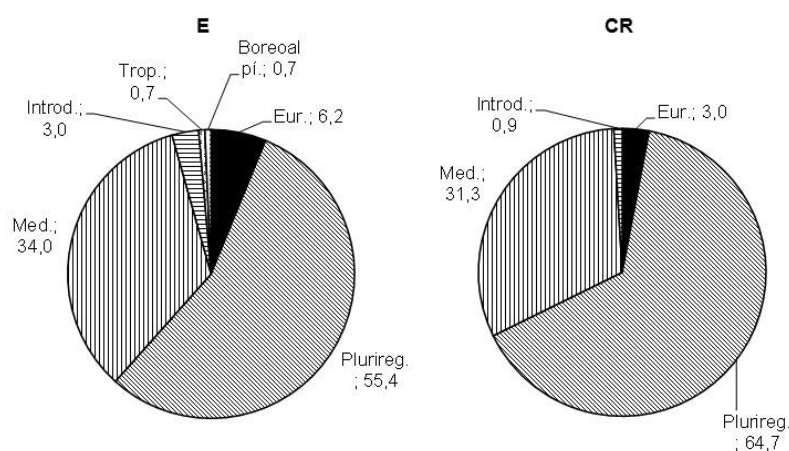 E
Boreoal
pí.; 0,7
Trop.;
0,7
Introd.;
3,0
Eur.; 6,2
Med.;
34,0
Plurireg.
; 55,4
CR
Introd.;
0,9
Eur.; 3,0
Med.;
31,3
Plurireg.
; 64,7